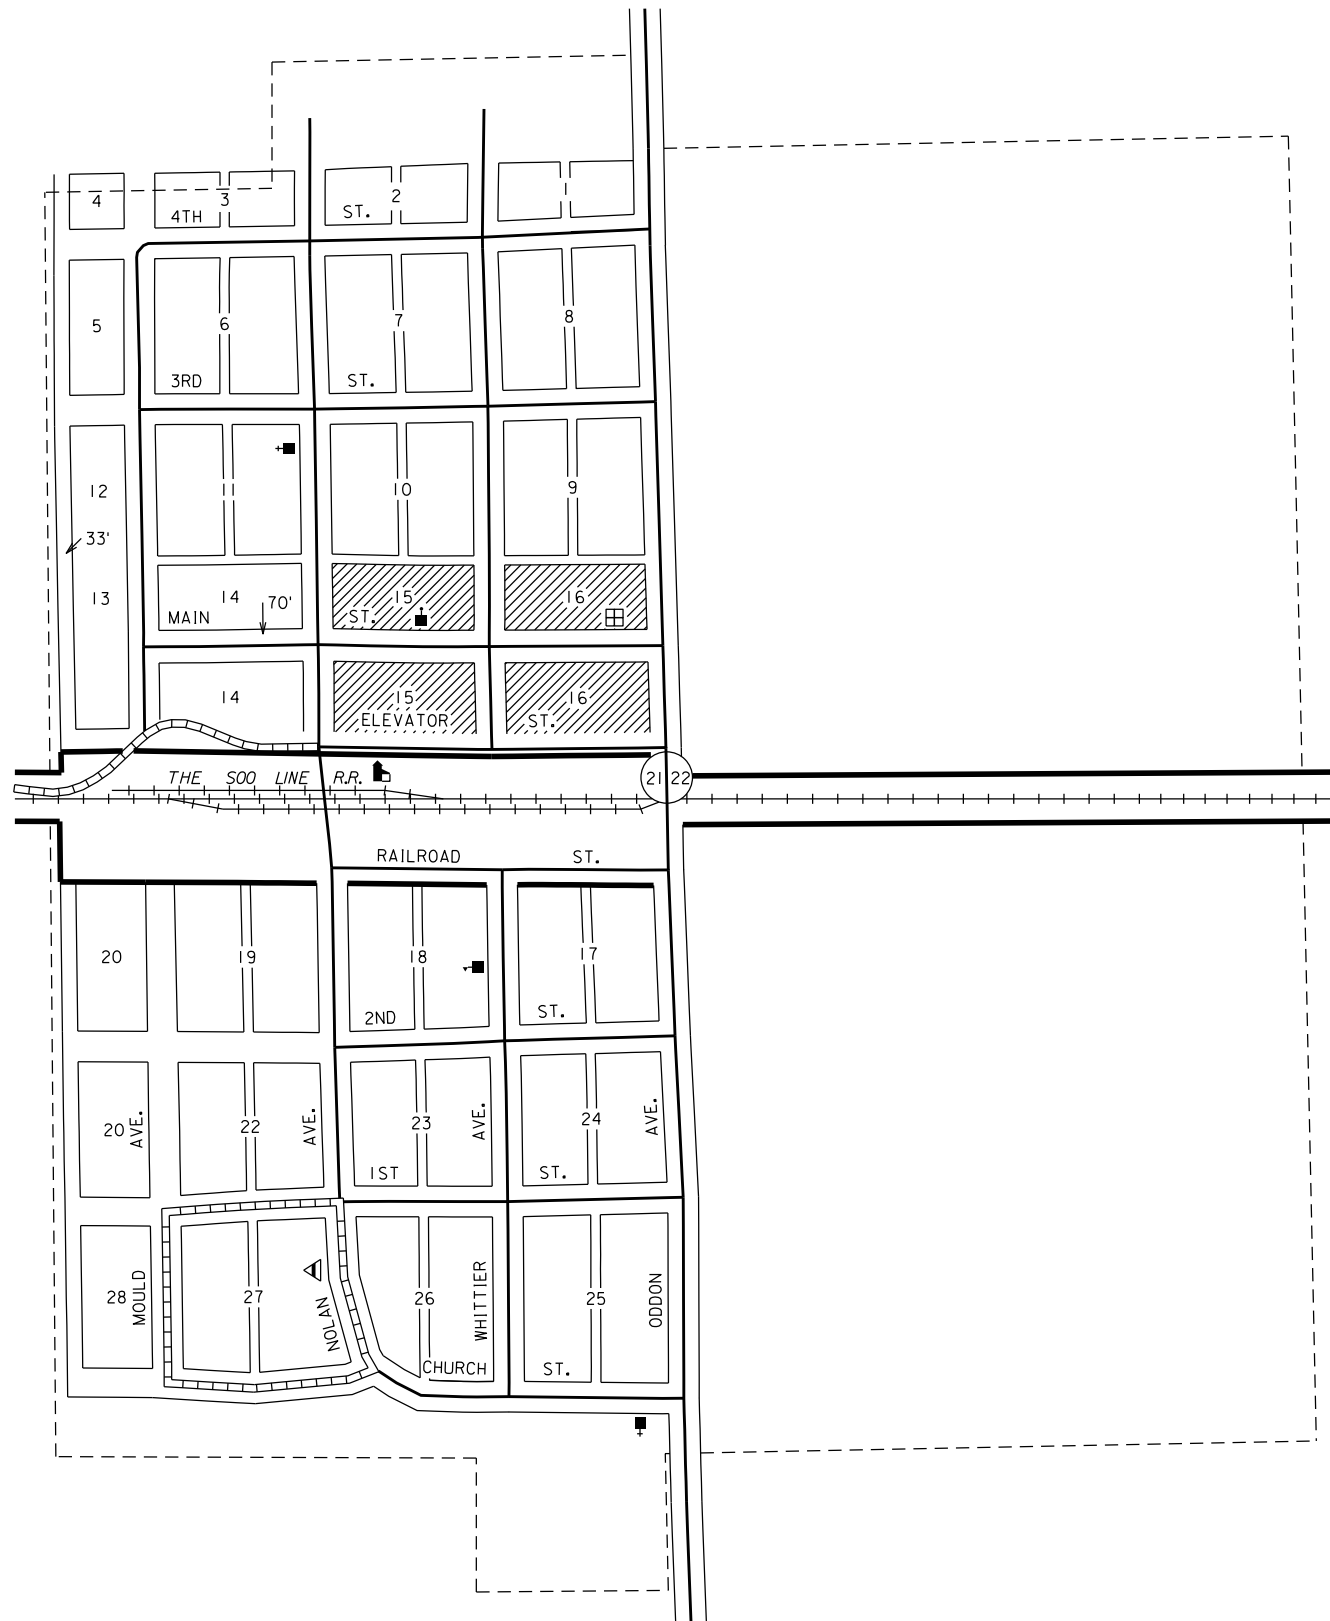 4 3 2 1
4TH ST.
5 6 7 8
3RD ST.
12 11 10 9
33'
13 14 15 16
70'
MAIN ST.
14 15 16
ELEVATOR ST.
THE SOO LINE R.R.
21 22
RAILROAD ST.
20 19 18 17
2ND ST.
20 22 23 24
AVE. AVE. AVE. AVE.
1ST ST.
28 27 26 25
MOULD NOLAN WHITTIER ODDON
CHURCH ST.